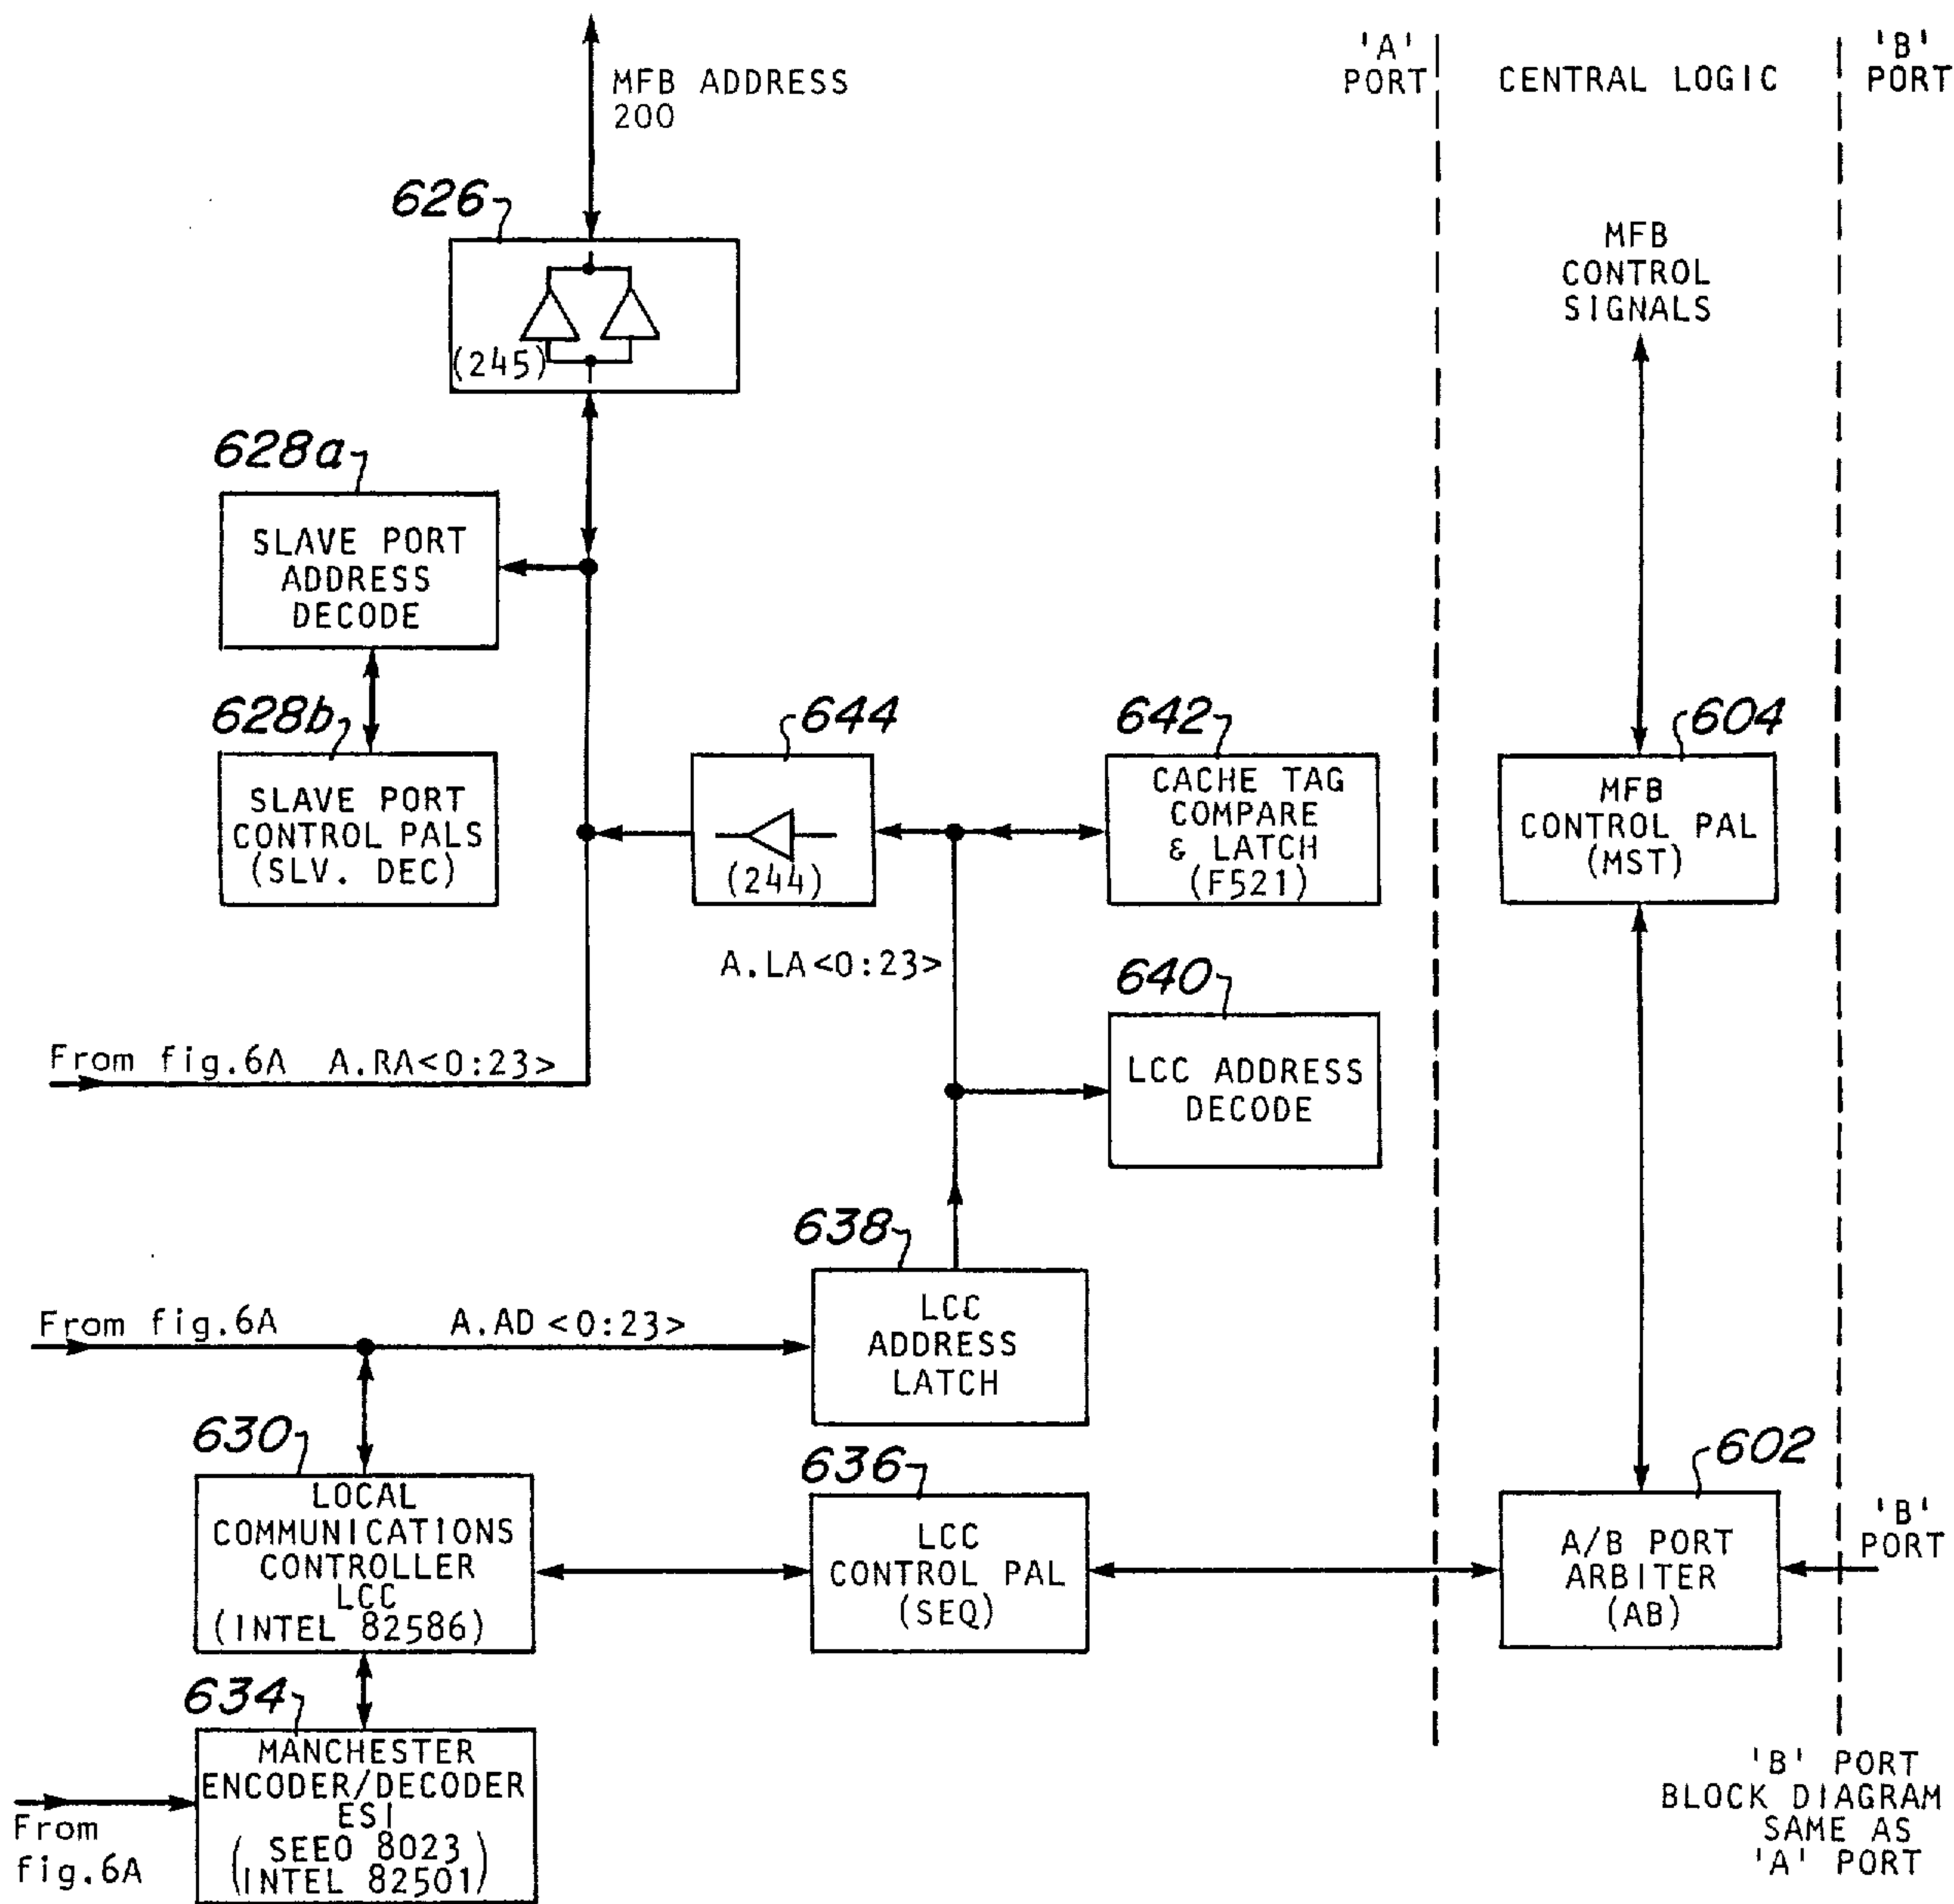 'A'
PORT
CENTRAL LOGIC
'B'
PORT
MFB ADDRESS
200
626
(245)
MFB
CONTROL
SIGNALS
628a
SLAVE PORT
ADDRESS
DECODE
628b
SLAVE PORT
CONTROL PALS
(SLV. DEC)
644
(244)
642
CACHE TAG
COMPARE
& LATCH
(F521)
604
MFB
CONTROL PAL
(MST)
A.LA<0:23>
640
LCC ADDRESS
DECODE
From fig.6A A.RA<0:23>
638
LCC
ADDRESS
LATCH
From fig.6A A.AD<0:23>
630
LOCAL
COMMUNICATIONS
CONTROLLER
LCC
(INTEL 82586)
636
LCC
CONTROL PAL
(SEQ)
602
A/B PORT
ARBITER
(AB)
'B'
PORT
634
MANCHESTER
ENCODER/DECODER
ESI
(SEEO 8023
INTEL 82501)
From
fig.6A
'B' PORT
BLOCK DIAGRAM
SAME AS
'A' PORT